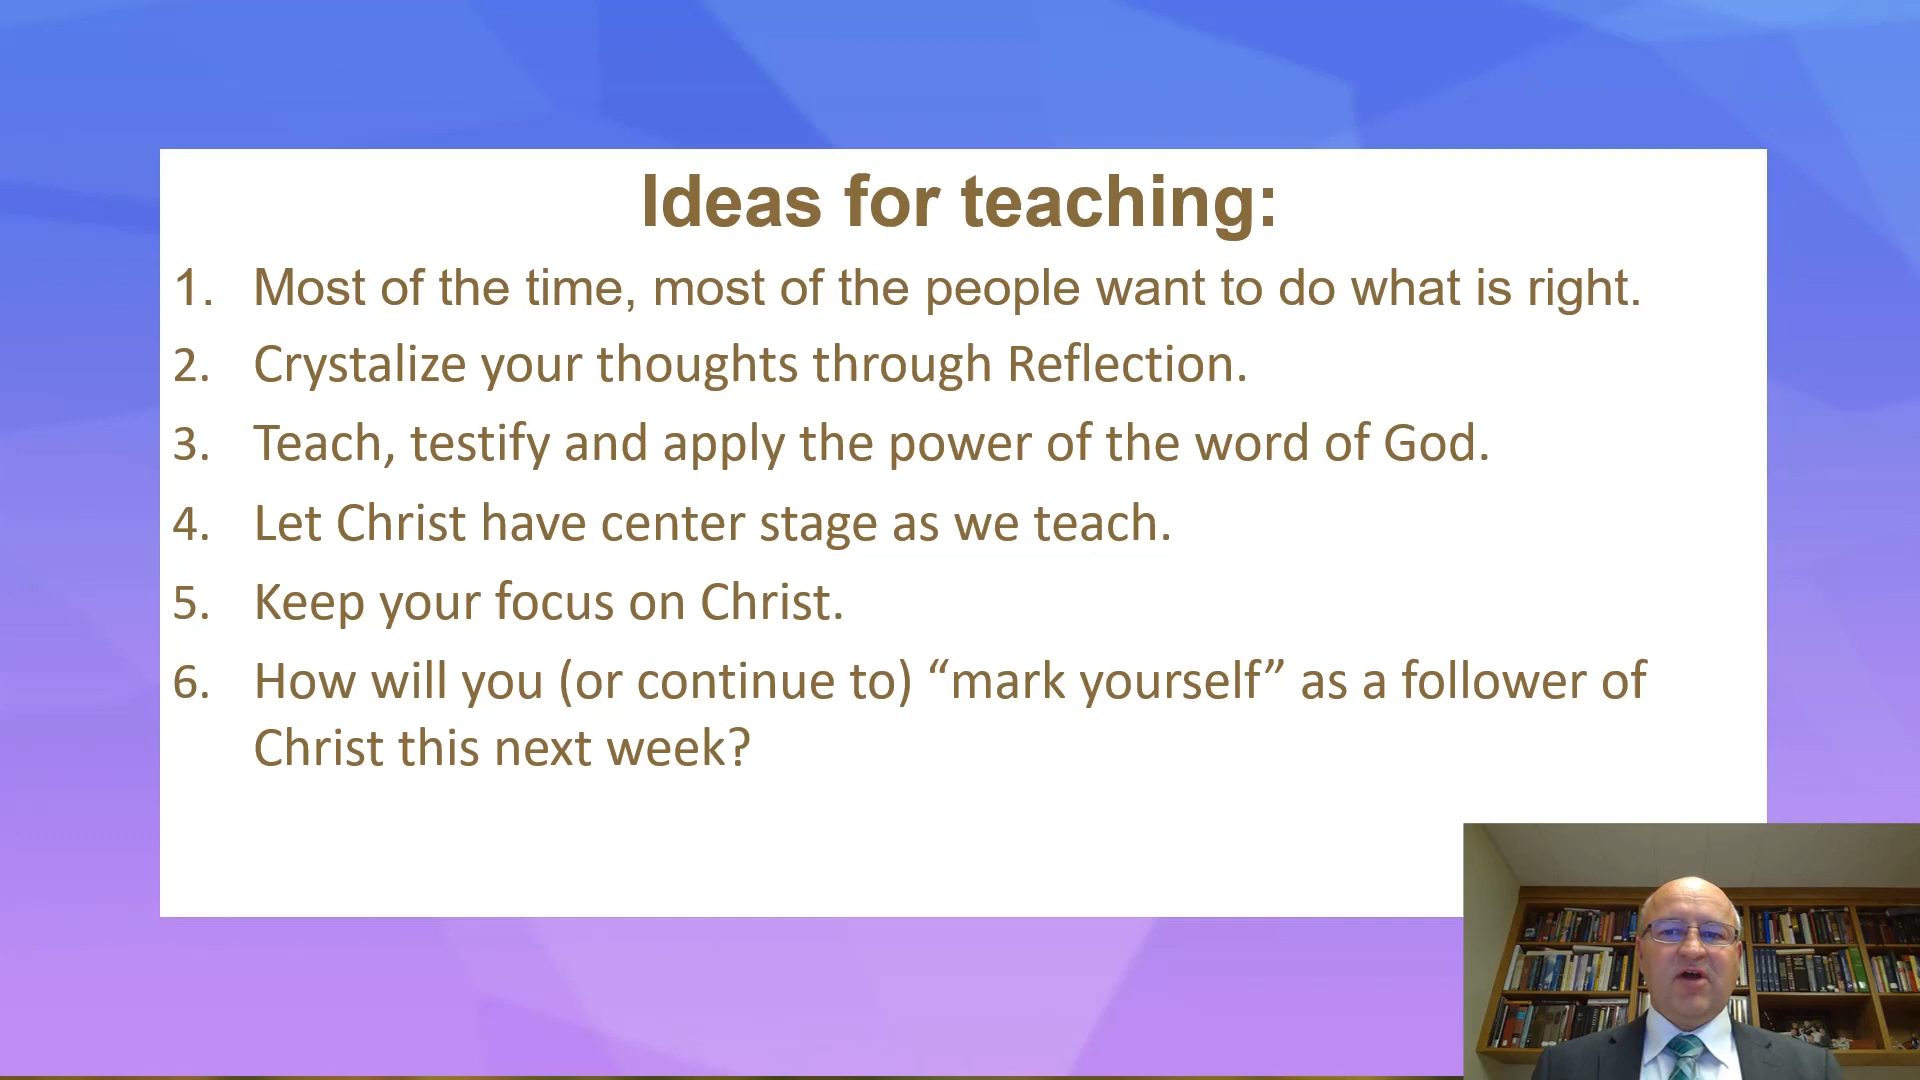 Ideas for teaching:
1. Most of the time, most of the people want to do what is right.
2. Crystalize your thoughts through Reflection.
3. Teach, testify and apply the power of the word of God.
4. Let Christ have center stage as we teach.
5. Keep your focus on Christ.
6. How will you (or continue to) “mark yourself” as a follower of
Christ this next week?